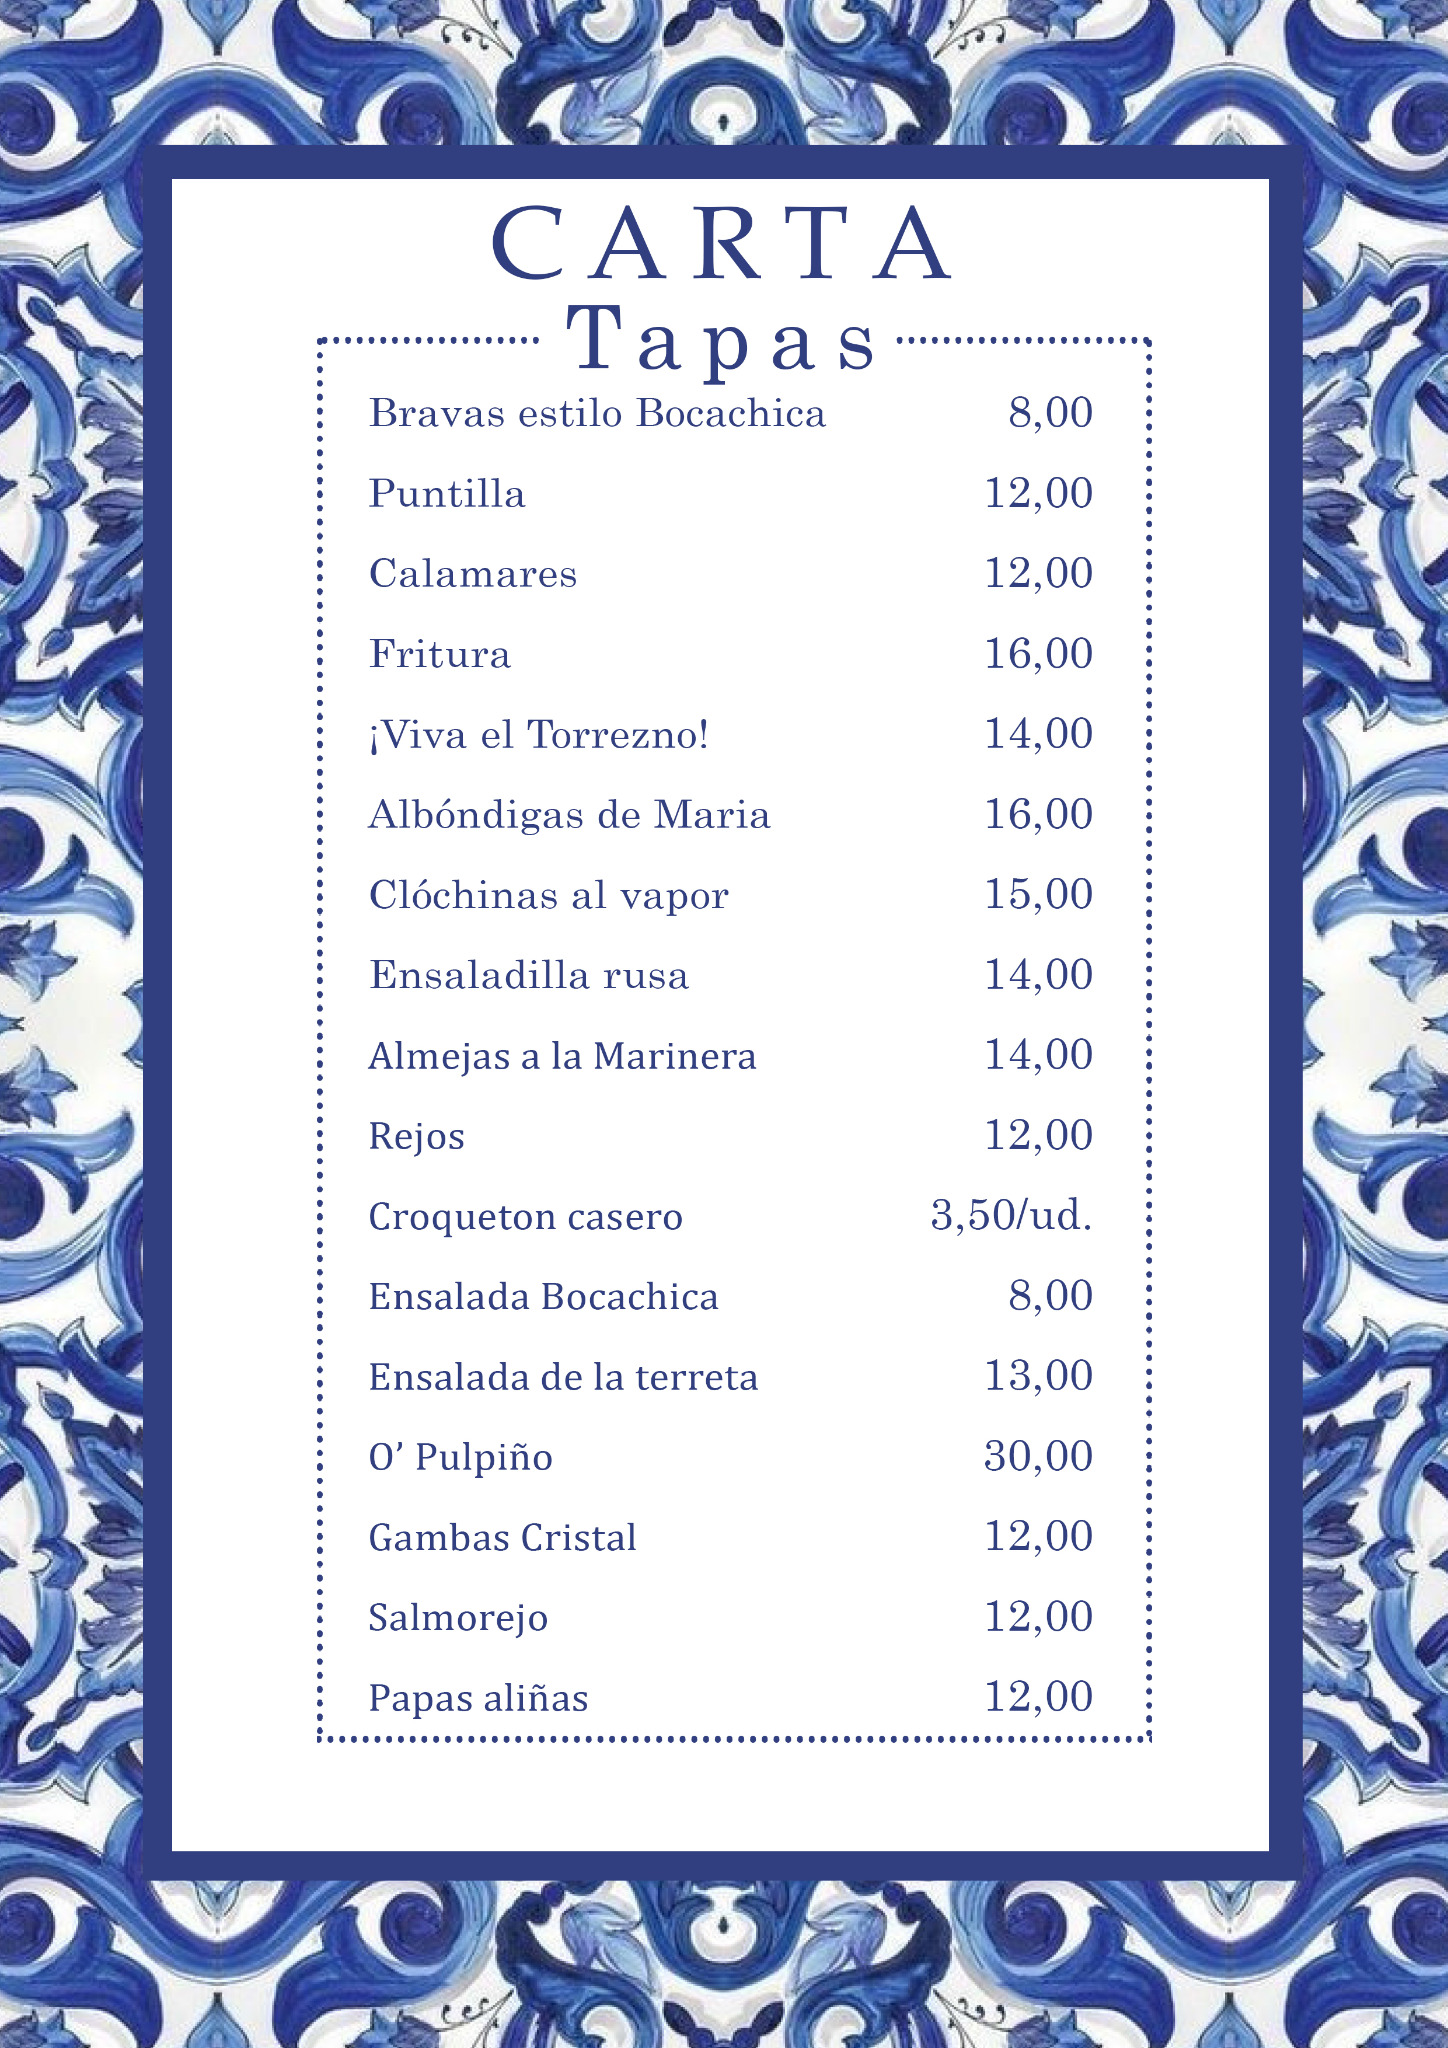 CARTA
Tapas
Bravas estilo Bocachica 8,00
Puntilla 12,00
Calamares 12,00
Fritura 16,00
¡Viva el Torrezno! 14,00
Albóndigas de Maria 16,00
Clóchinas al vapor 15,00
Ensaladilla rusa 14,00
Almejas a la Marinera 14,00
Rejos 12,00
Croqueton casero 3,50/ud.
Ensalada Bocachica 8,00
Ensalada de la terreta 13,00
O’ Pulpiño 30,00
Gambas Cristal 12,00
Salmorejo 12,00
Papas aliñas 12,00